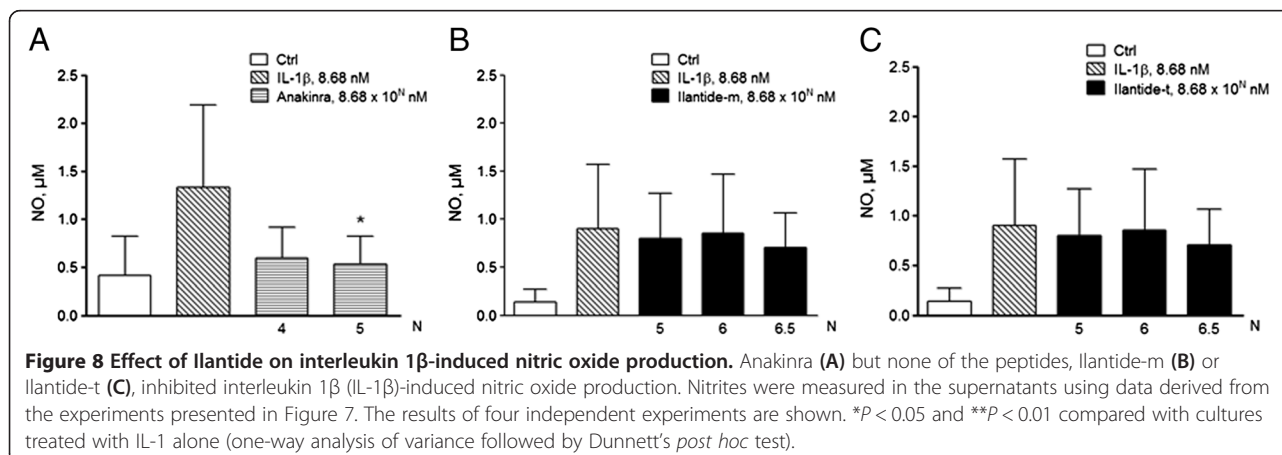 A
Ctrl
IL-1β, 8.68 nM
Anakinra, 8.68 x 10^N nM
2.5
2.0
1.5
1.0
0.5
0.0
NO, µM
*
4 5 N
B
Ctrl
IL-1β, 8.68 nM
Ilantide-m, 8.68 x 10^N nM
2.5
2.0
1.5
1.0
0.5
0.0
NO, µM
5 6 6.5 N
C
Ctrl
IL-1β, 8.68 nM
Ilantide-t, 8.68 x 10^N nM
2.5
2.0
1.5
1.0
0.5
0.0
NO, µM
5 6 6.5 N
Figure 8 Effect of Ilantide on interleukin 1β-induced nitric oxide production. Anakinra (A) but none of the peptides, Ilantide-m (B) or
Ilantide-t (C), inhibited interleukin 1β (IL-1β)-induced nitric oxide production. Nitrites were measured in the supernatants using data derived from
the experiments presented in Figure 7. The results of four independent experiments are shown. *P < 0.05 and **P < 0.01 compared with cultures
treated with IL-1 alone (one-way analysis of variance followed by Dunnett's post hoc test).